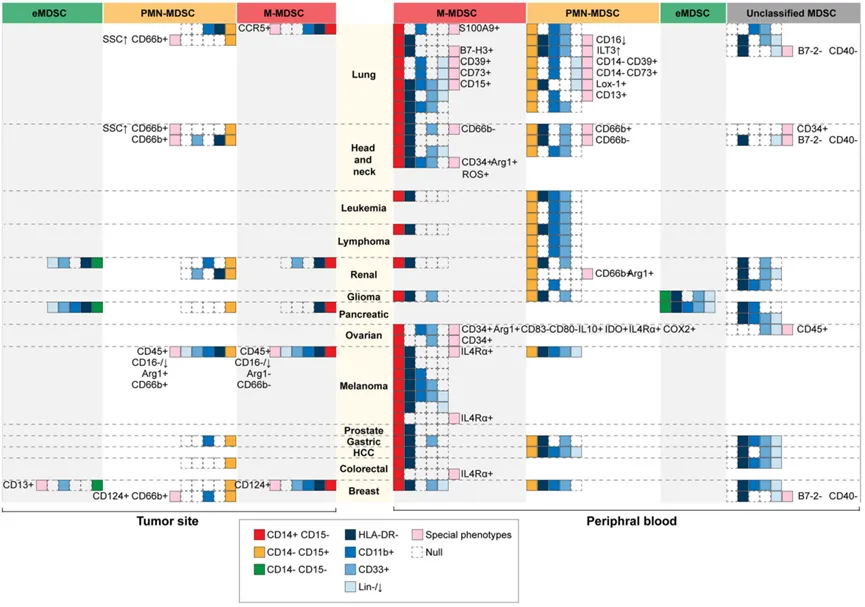 eMDSC PMN-MDSC M-MDSC M-MDSC PMN-MDSC eMDSC Unclassified MDSC
CCR5+ S100A9+
SSC↑ CD66b+ CD16↓
B7-H3+ ILT3↑ B7-2- CD40-
CD39+ CD14- CD39+
Lung CD73+ CD14- CD73+
CD15+ Lox-1+
CD13+
SSC↑ CD66b+ CD66b- CD66b+ CD34+
CD66b+ CD66b- B7-2- CD40-
Head
and
neck
CD34+Arg1+
ROS+
Leukemia
Lymphoma
Renal CD66b+Arg1+
Glioma
Pancreatic
Ovarian CD34+Arg1+CD83-CD80-IL10+ IDO+IL4Rα+ COX2+ CD45+
CD34+
CD45+ CD45+ IL4Rα+
CD16-/↓ CD16-/↓
Arg1+ Arg1-
CD66b+ CD66b-
Melanoma
IL4Rα+
Prostate
Gastric
HCC
Colorectal IL4Rα+
CD13+ CD124+ Breast
CD124+ CD66b+ B7-2- CD40-
Tumor site Periphral blood
CD14+ CD15- HLA-DR- Special phenotypes
CD14- CD15+ CD11b+ Null
CD14- CD15- CD33+
Lin-/↓